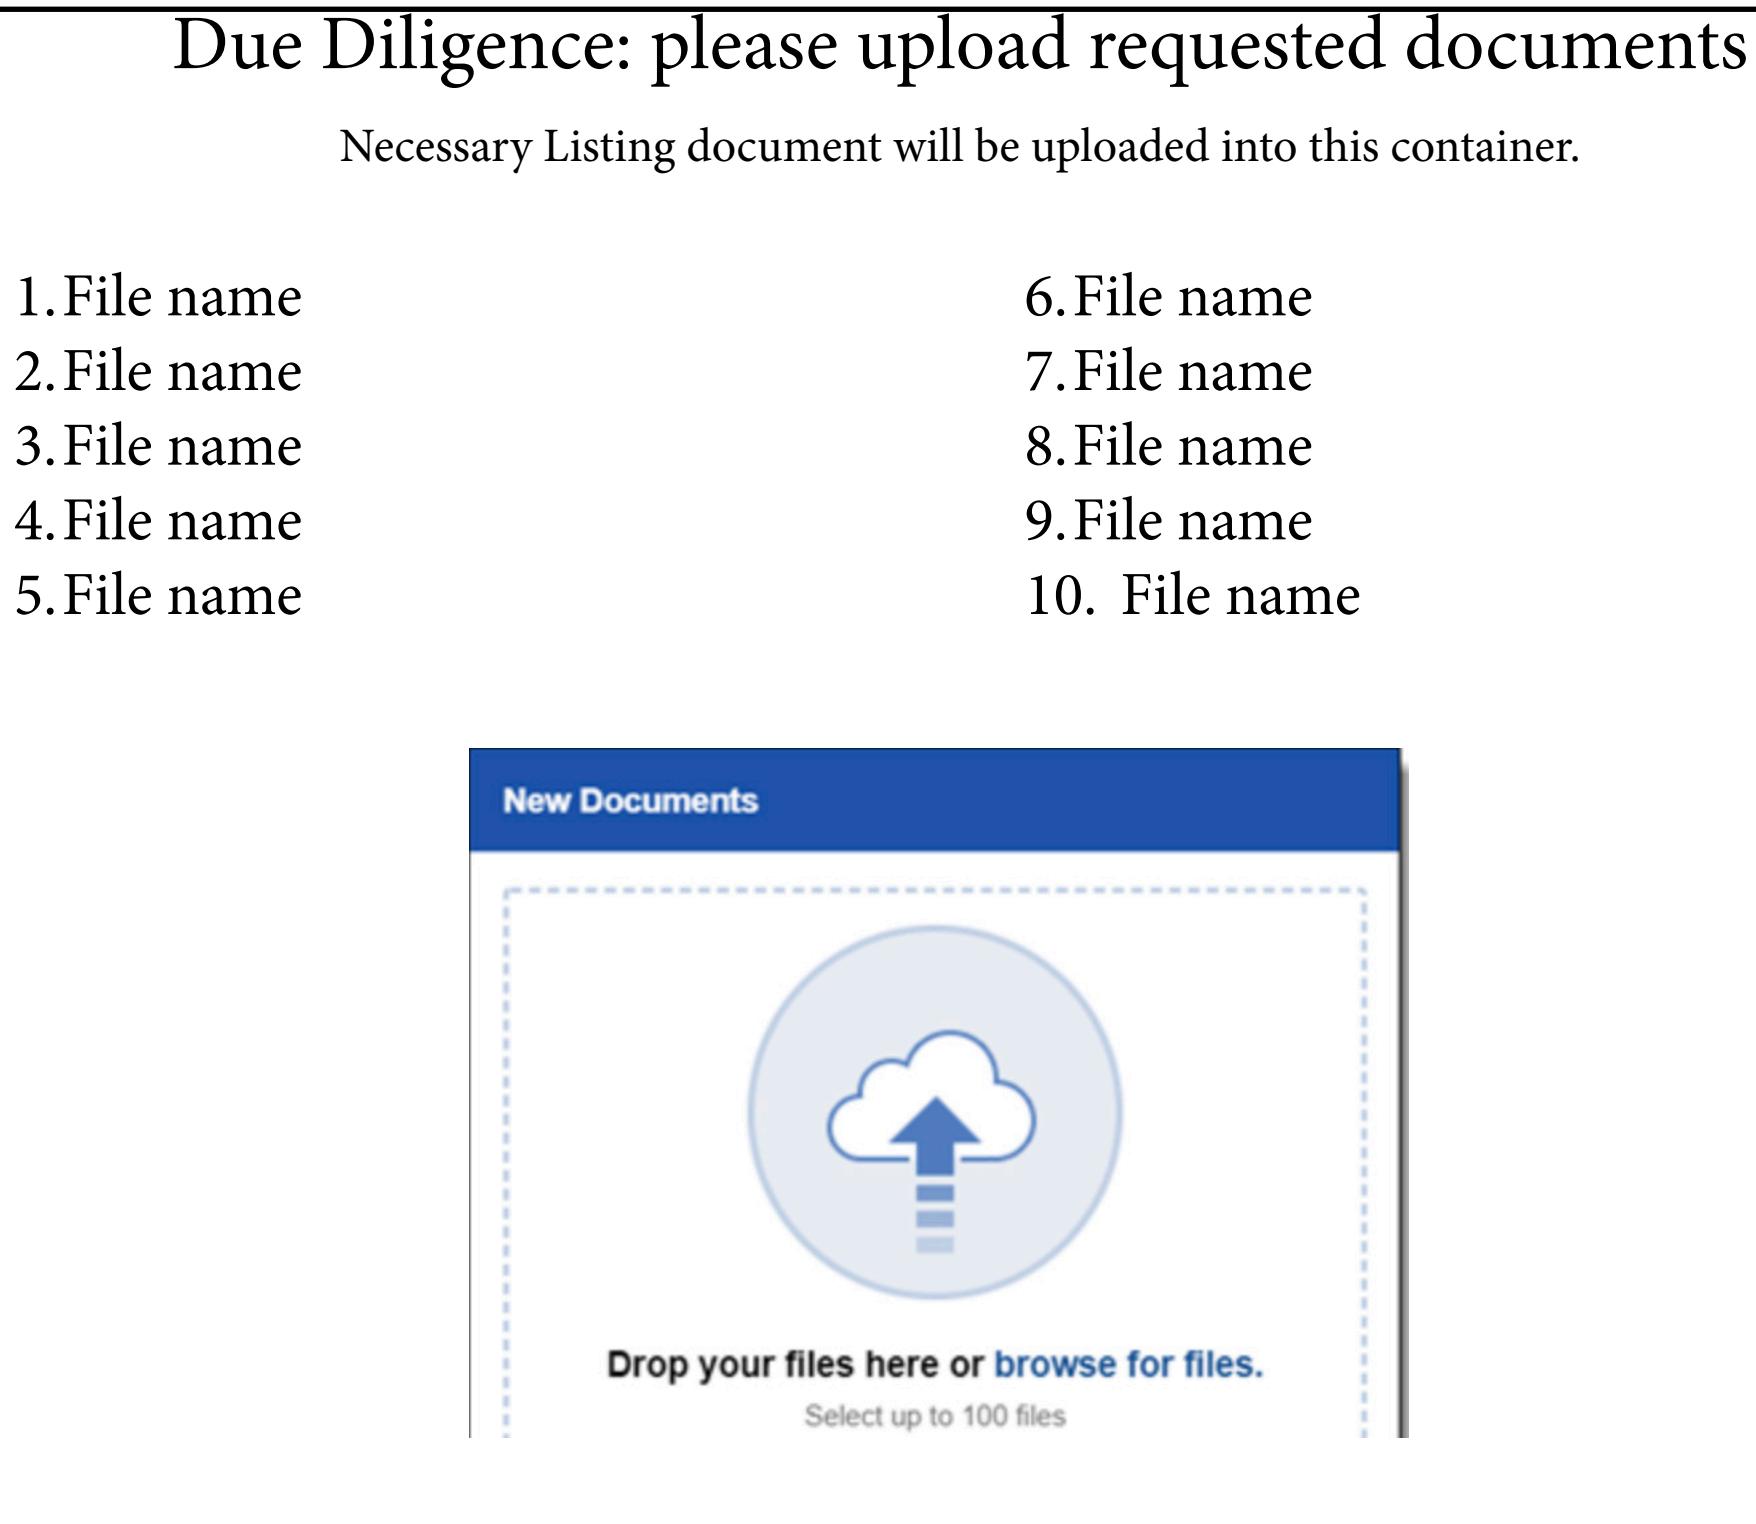 Due Diligence: please upload requested documents
Necessary Listing document will be uploaded into this container.
1. File name
2. File name
3. File name
4. File name
5. File name
6. File name
7. File name
8. File name
9. File name
10. File name
New Documents
Drop your files here or browse for files.
Select up to 100 files